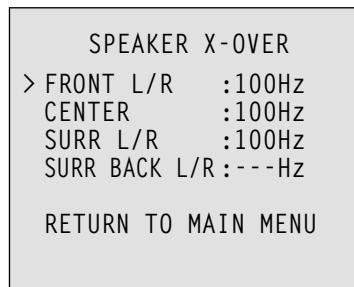 SPEAKER X-OVER
> FRONT L/R :100Hz
CENTER :100Hz
SURR L/R :100Hz
SURR BACK L/R:---Hz
RETURN TO MAIN MENU